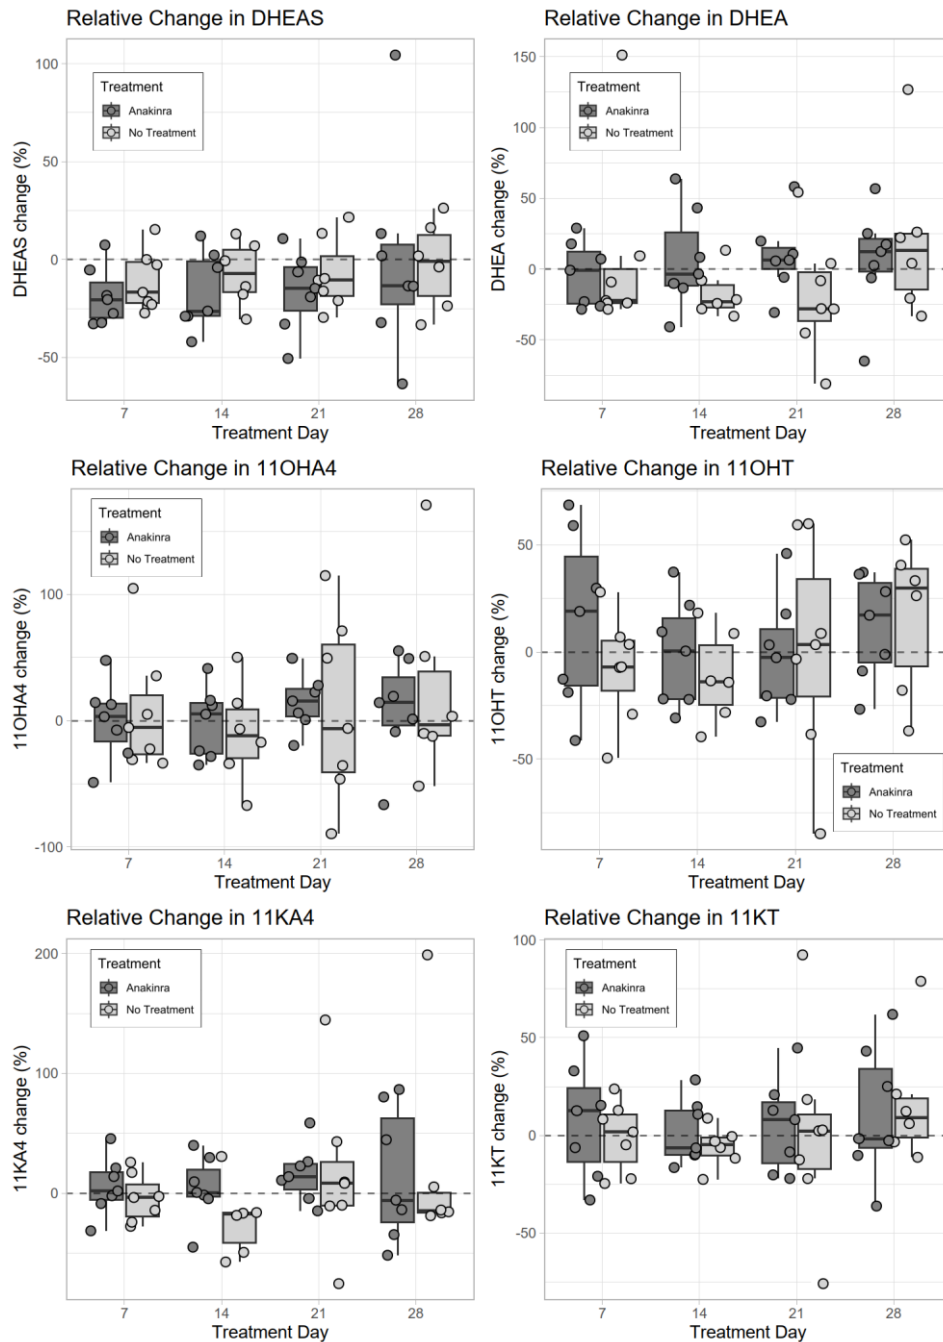 Relative Change in DHEAS
DHEAS change (%)
100
50
0
-50
Treatment
Anakinra
No Treatment
7
14
21
28
Treatment Day
Relative Change in DHEA
DHEA change (%)
150
100
50
0
-50
Treatment
Anakinra
No Treatment
7
14
21
28
Treatment Day
Relative Change in 11OHA4
11OHA4 change (%)
100
0
-100
Treatment
Anakinra
No Treatment
7
14
21
28
Treatment Day
Relative Change in 11OHT
11OHT change (%)
50
0
-50
Treatment
Anakinra
No Treatment
7
14
21
28
Treatment Day
Relative Change in 11KA4
11KA4 change (%)
200
100
0
Treatment
Anakinra
No Treatment
7
14
21
28
Treatment Day
Relative Change in 11KT
11KT change (%)
100
50
0
-50
Treatment
Anakinra
No Treatment
7
14
21
28
Treatment Day